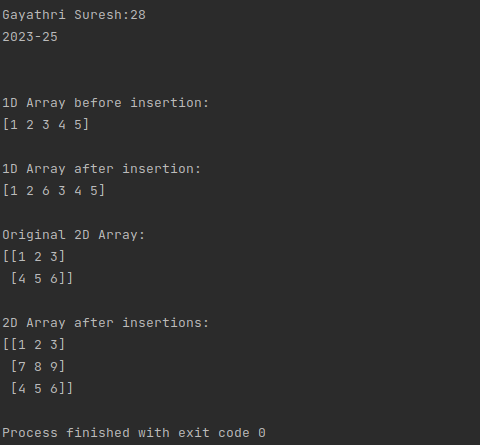 Gayathri Suresh:28
2023-25
1D Array before insertion:
[1 2 3 4 5]
1D Array after insertion:
[1 2 6 3 4 5]
Original 2D Array:
[[1 2 3]
 [4 5 6]]
2D Array after insertions:
[[1 2 3]
 [7 8 9]
 [4 5 6]]
Process finished with exit code 0